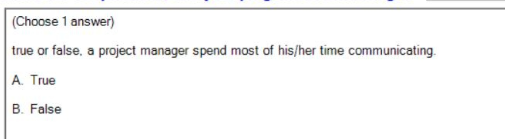 (Choose 1 answer)
true or false, a project manager spend most of his/her time communicating.
A. True
B. False